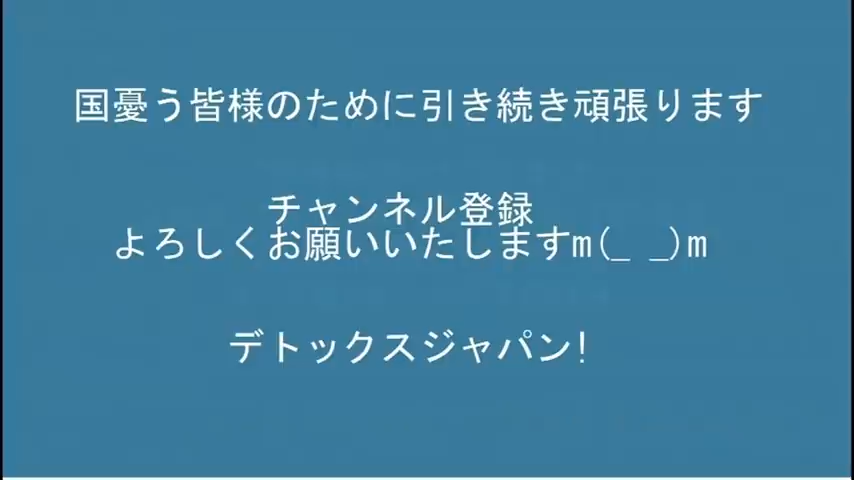 国憂う皆様のために引き続き頑張ります
チャンネル登録
よろしくお願いいたしますm(_ _)m
デトックスジャパン!